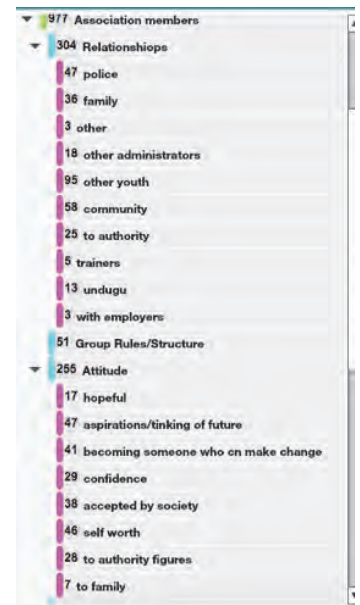 977 Association members
304 Relationshiops
47 police
36 family
3 other
18 other administrators
95 other youth
58 community
25 to authority
5 trainers
13 undugu
3 with employers
51 Group Rules/Structure
255 Attitude
17 hopeful
47 aspirations/tinking of future
41 becoming someone who cn make change
29 confidence
38 accepted by society
46 self worth
28 to authority figures
7 to family